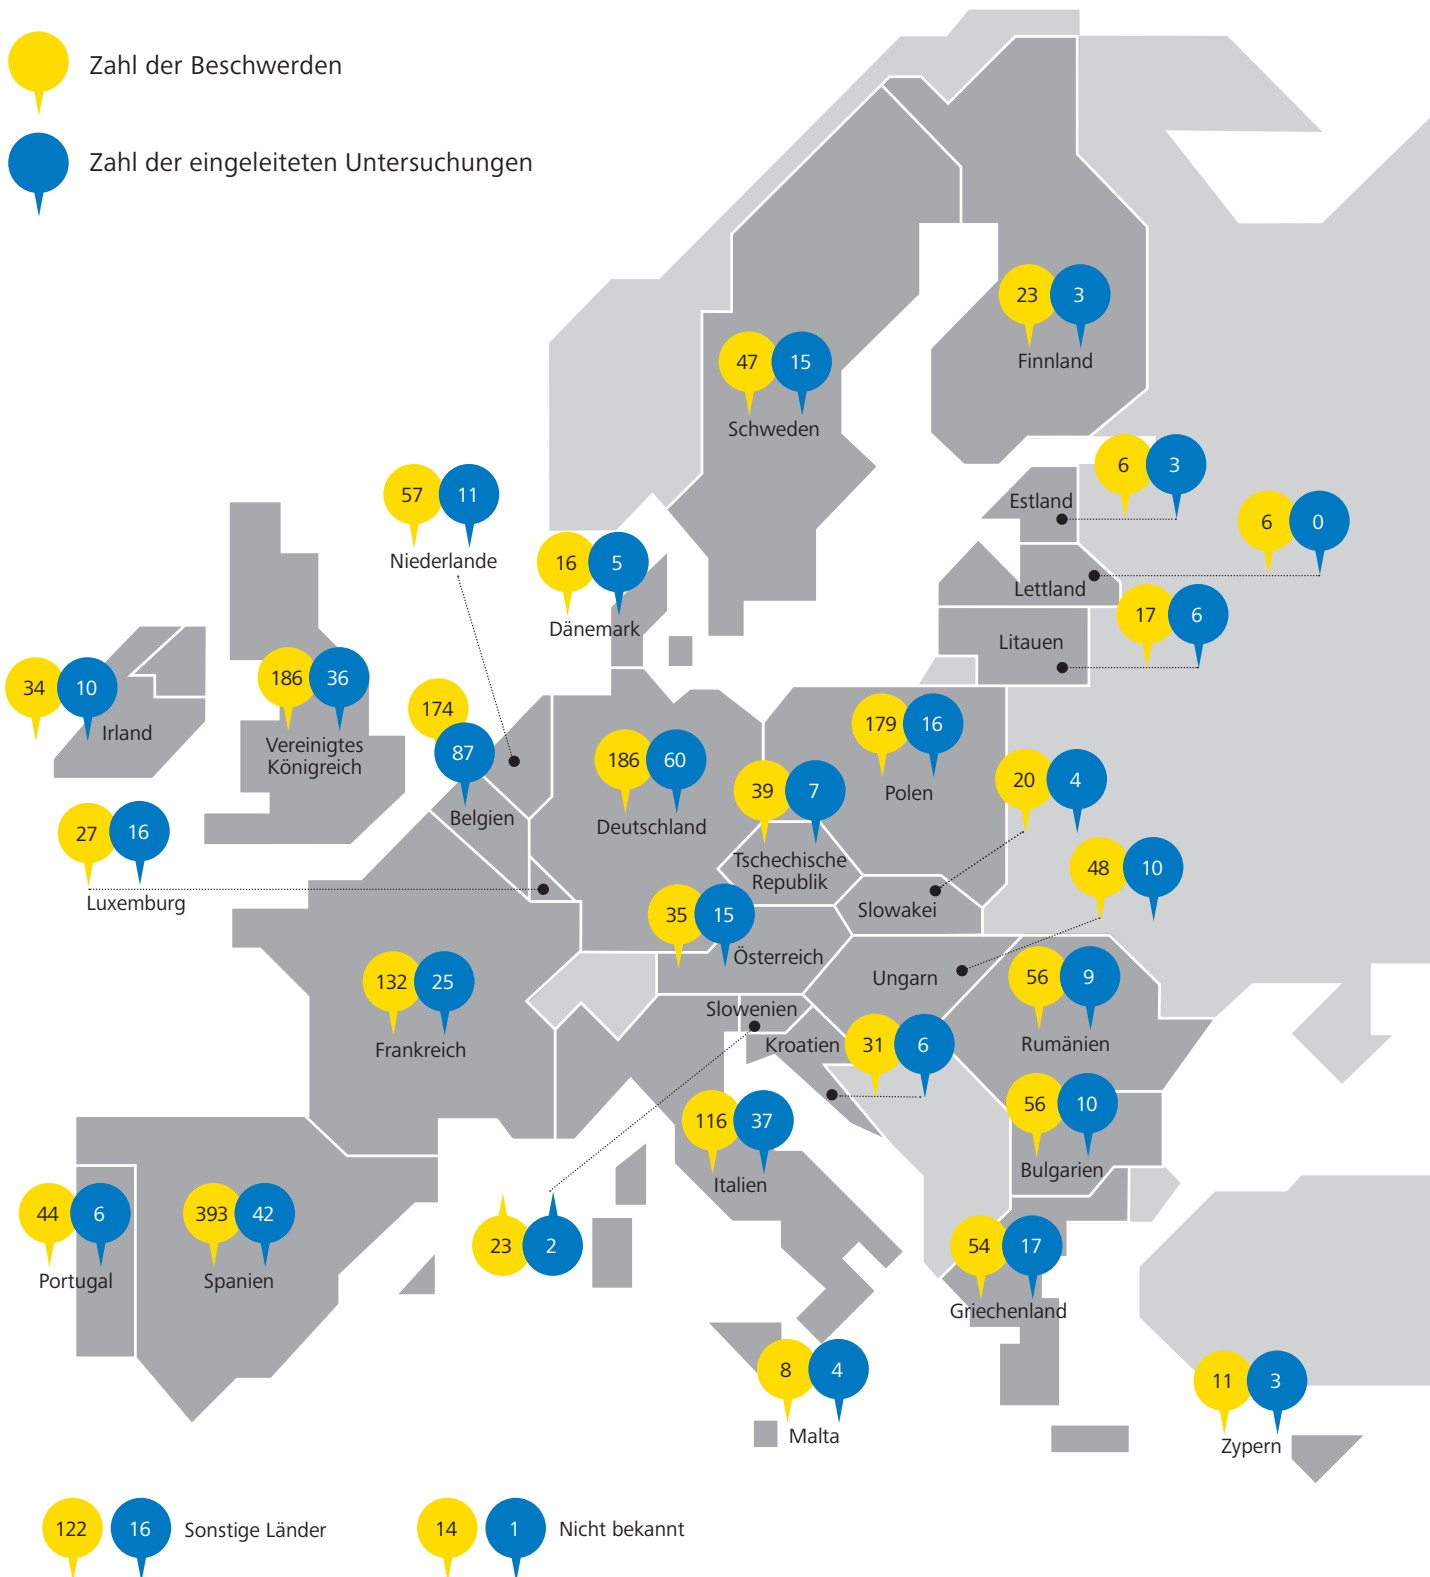 Zahl der Beschwerden
Zahl der eingeleiteten Untersuchungen
23 3
Finnland
47 15
Schweden
6 3
Estland
57 11
Niederlande
6 0
Lettland
16 5
Dänemark
17 6
Litauen
34 10
Irland
186 36
Vereinigtes
Königreich
174
87
Belgien
186 60
Deutschland
179 16
Polen
39 7
Tschechische
Republik
20 4
Slowakei
27 16
Luxemburg
48 10
Ungarn
35 15
Österreich
132 25
Frankreich
56 9
Rumänien
Slowenien
23 2
Kroatien
31 6
116 37
Italien
56 10
Bulgarien
44 6
Portugal
393 42
Spanien
54 17
Griechenland
8 4
Malta
11 3
Zypern
122 16 Sonstige Länder
14 1 Nicht bekannt